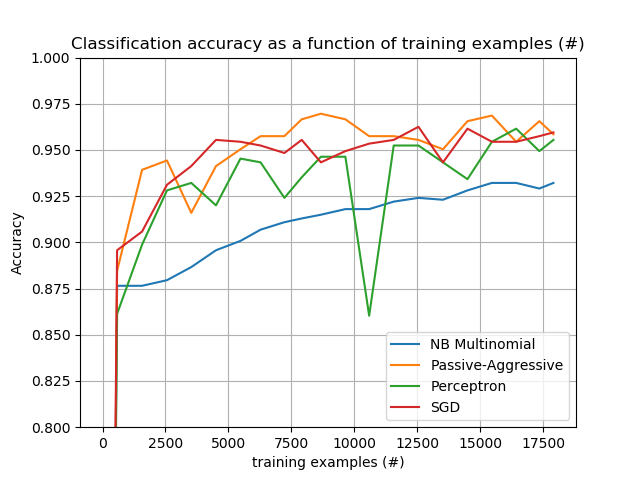 Classification accuracy as a function of training examples (#)
1.000
0.975
0.950
0.925
0.900
0.875
0.850
0.825
0.800
Accuracy
NB Multinomial
Passive-Aggressive
Perceptron
SGD
0 2500 5000 7500 10000 12500 15000 17500
training examples (#)